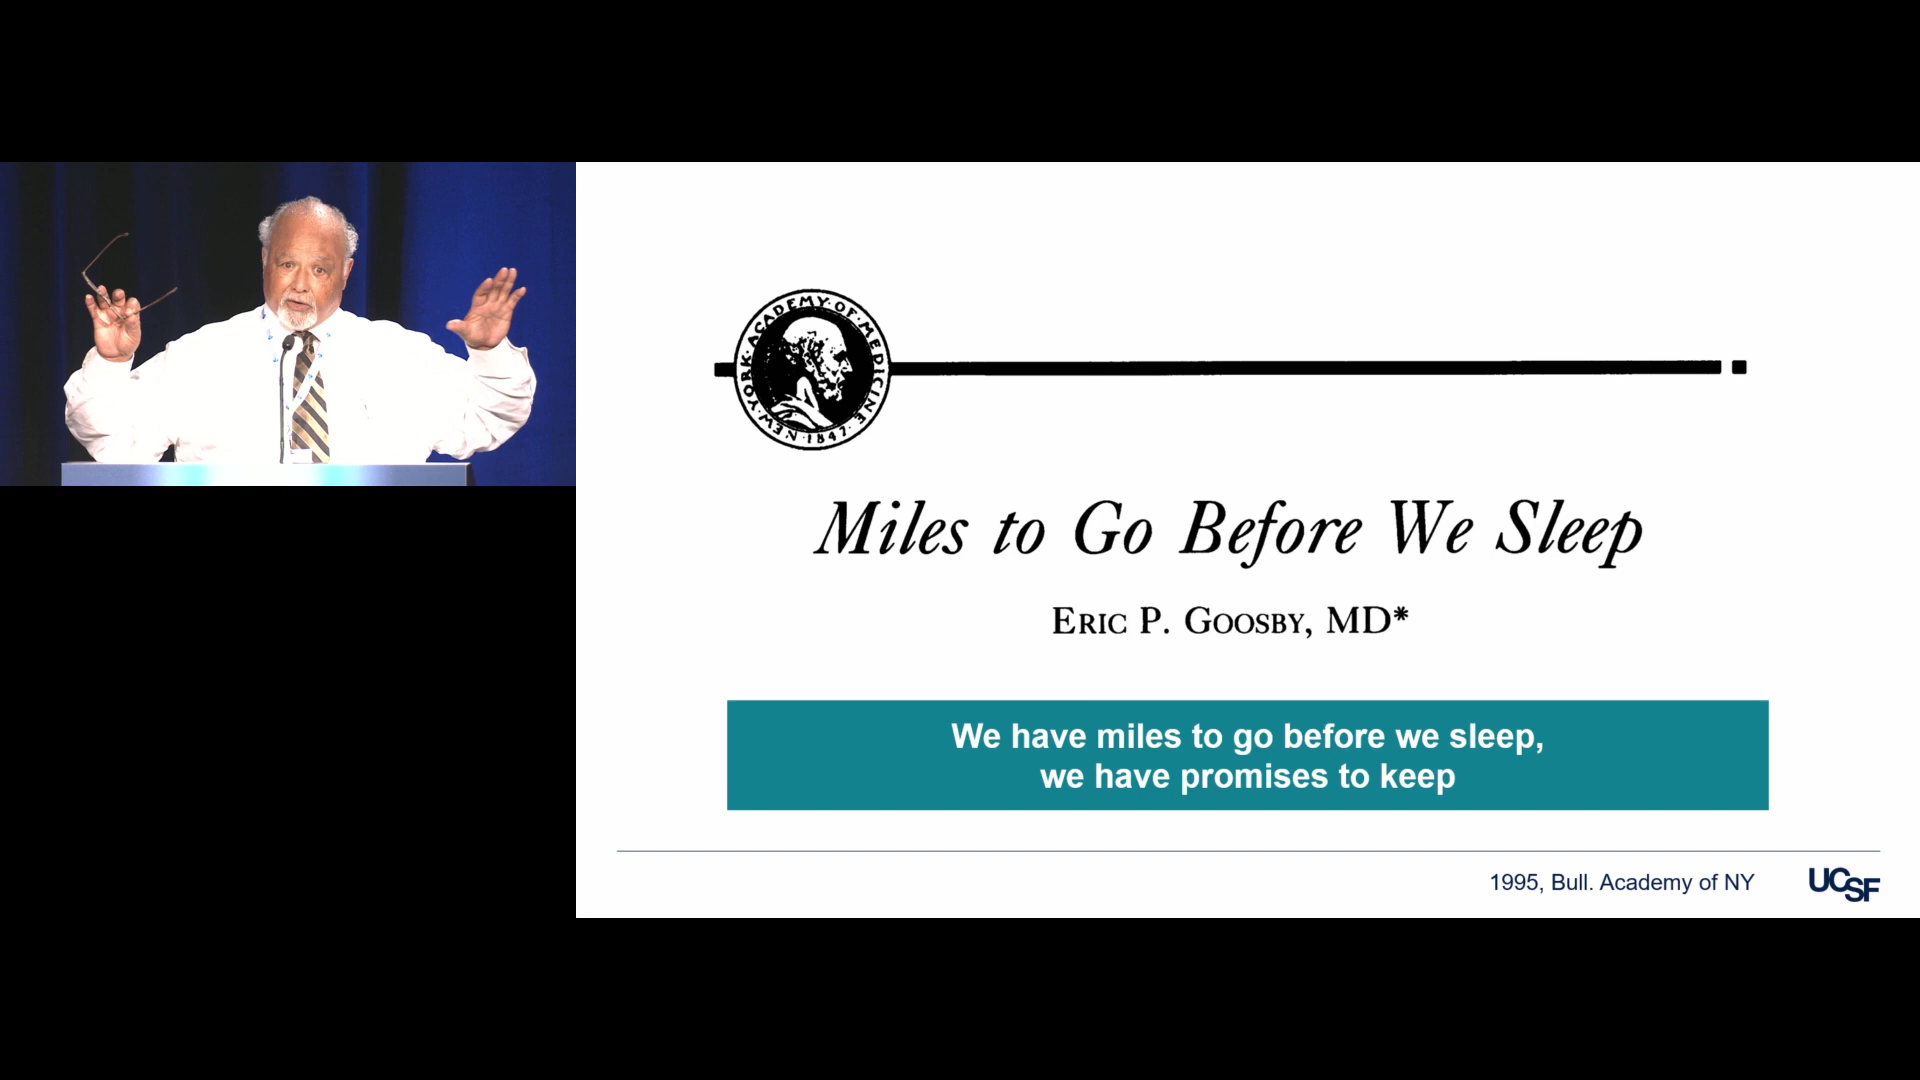 NEW·YORK·ACADEMY·OF·MEDICINE
·1847·
Miles to Go Before We Sleep
ERIC P. GOOSBY, MD*
We have miles to go before we sleep,
we have promises to keep
1995, Bull. Academy of NY
UCSF